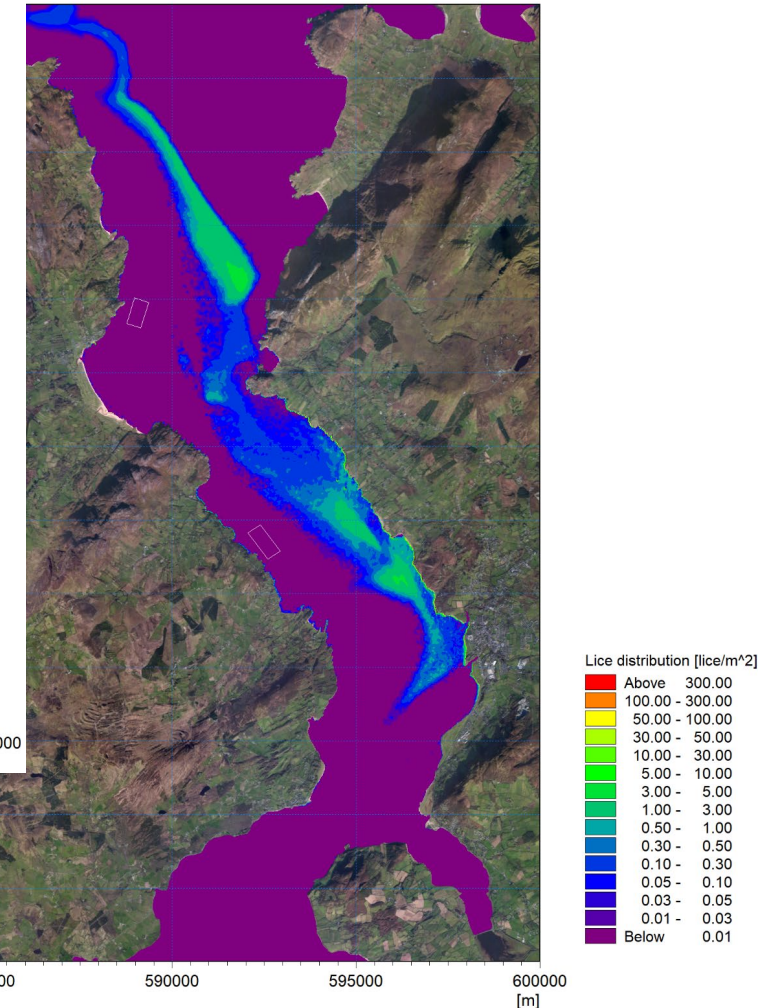 Lice distribution [lice/m^2]
Above 300.00
100.00 - 300.00
50.00 - 100.00
30.00 - 50.00
10.00 - 30.00
5.00 - 10.00
3.00 - 5.00
1.00 - 3.00
0.50 - 1.00
0.30 - 0.50
0.10 - 0.30
0.05 - 0.10
0.03 - 0.05
0.01 - 0.03
Below 0.01
000
00 590000 595000 600000
[m]